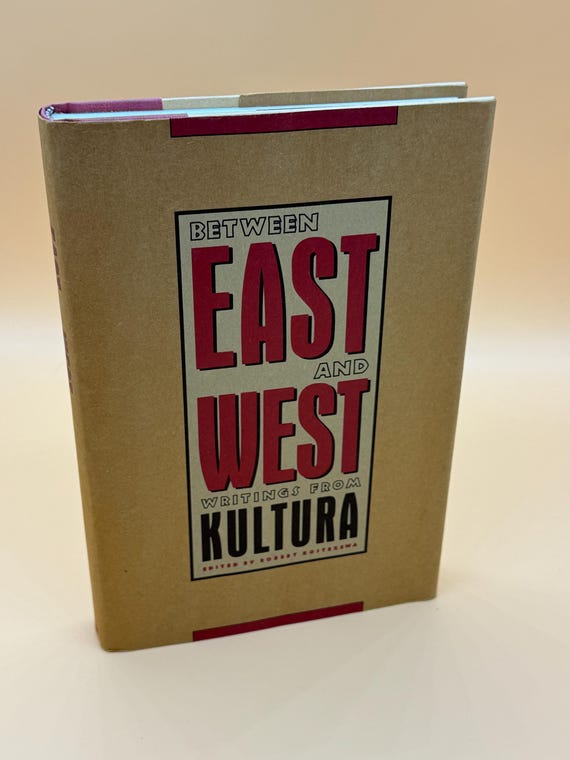 BETWEEN
EAST
AND
WEST
WRITINGS FROM
KULTURA
EDITED BY ROBERT KOSTRZEWA